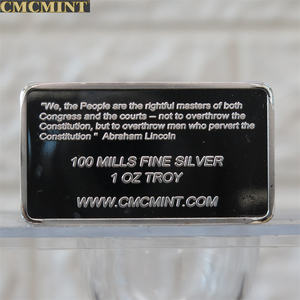 CMCMINT
"We, the People are the rightful masters of both
Congress and the courts – not to overthrow the
Constitution, but to overthrow men who pervert the
Constitution " Abraham Lincoln
100 MILLS FINE SILVER
1 OZ TROY
WWW.CMCMINT.COM